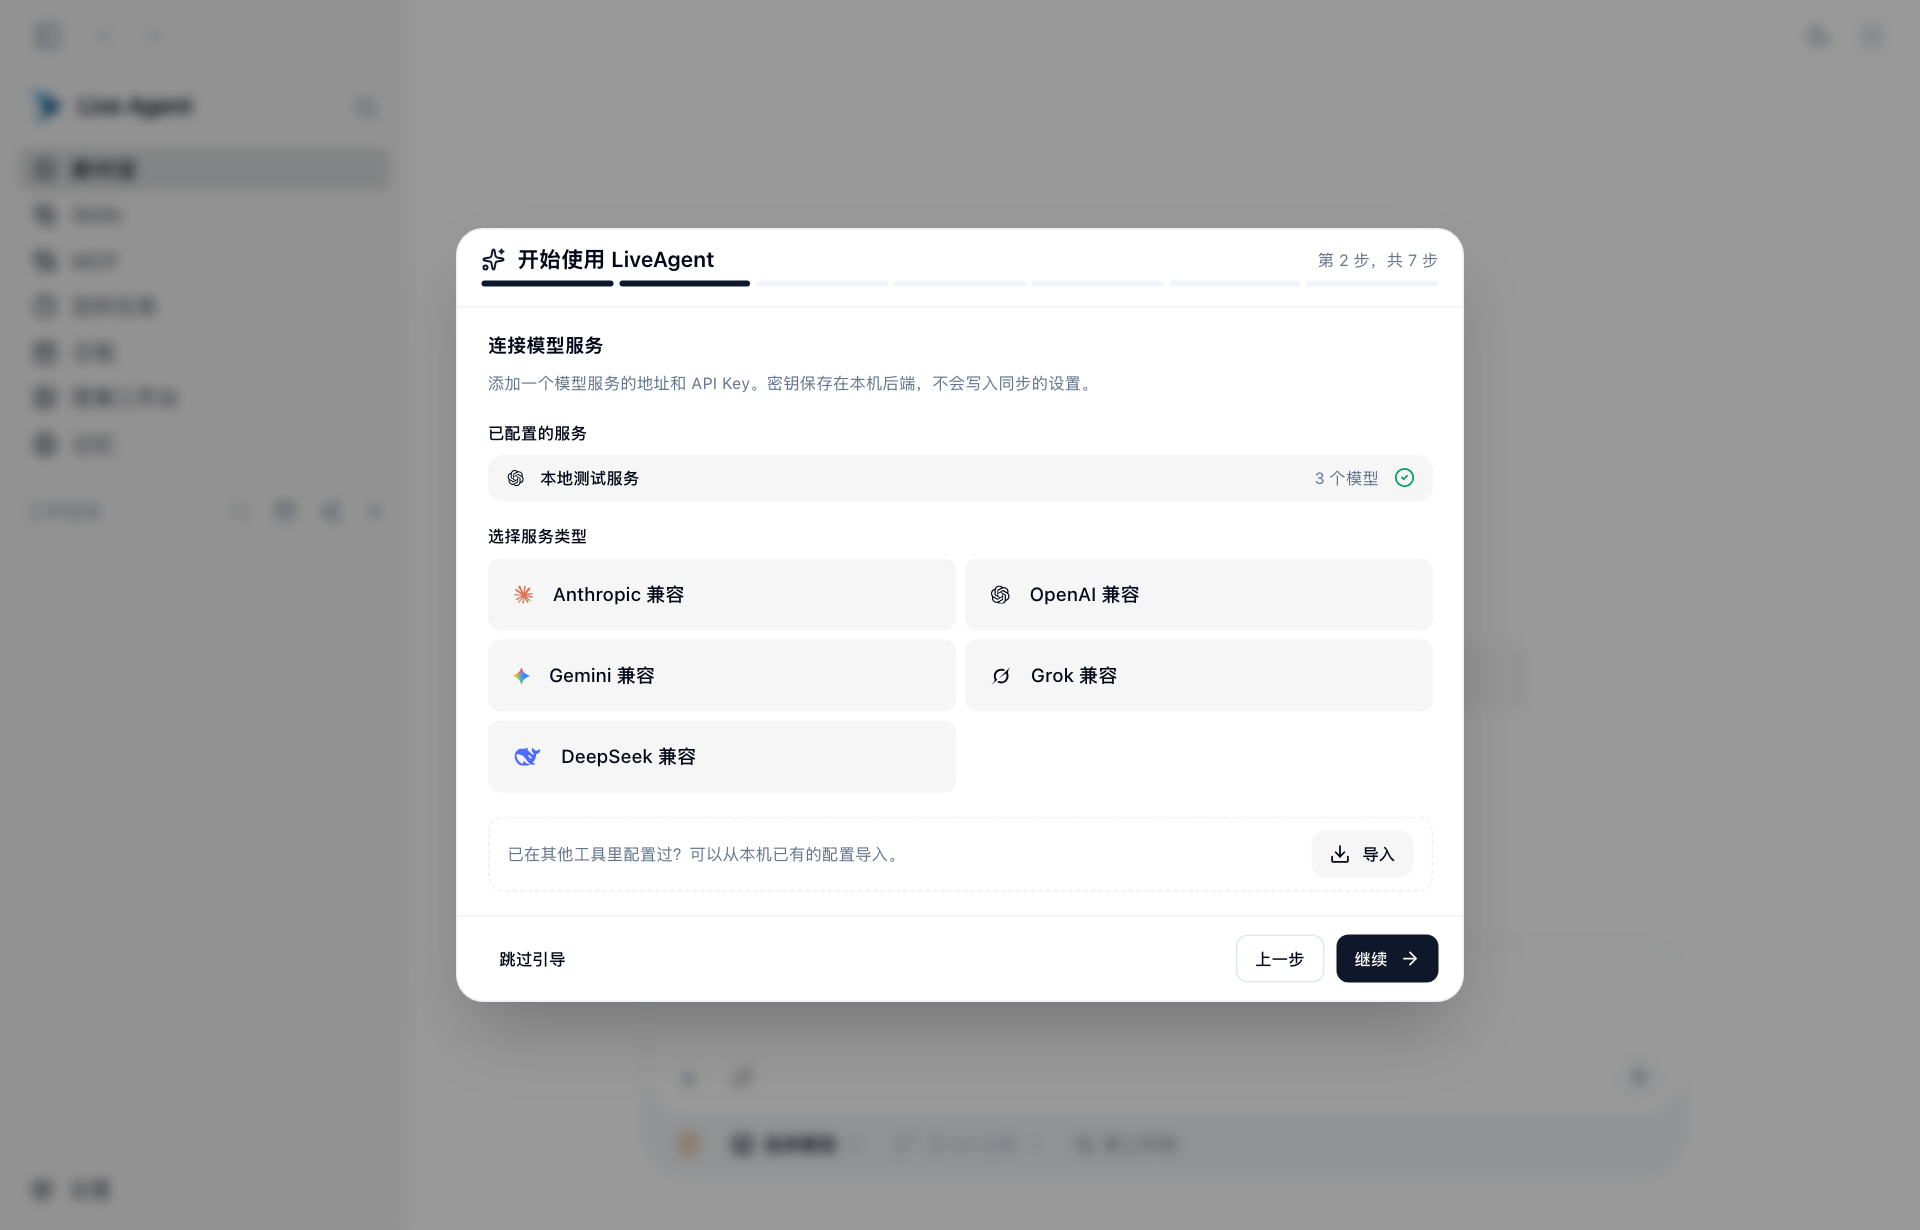 Live Agent
Skills
MCP
开始使用 LiveAgent
第 2 步，共 7 步
连接模型服务
添加一个模型服务的地址和 API Key。密钥保存在本机后端，不会写入同步的设置。
已配置的服务
本地测试服务
3 个模型
选择服务类型
Anthropic 兼容
OpenAI 兼容
Gemini 兼容
Grok 兼容
DeepSeek 兼容
已在其他工具里配置过？可以从本机已有的配置导入。
导入
跳过引导
上一步
继续